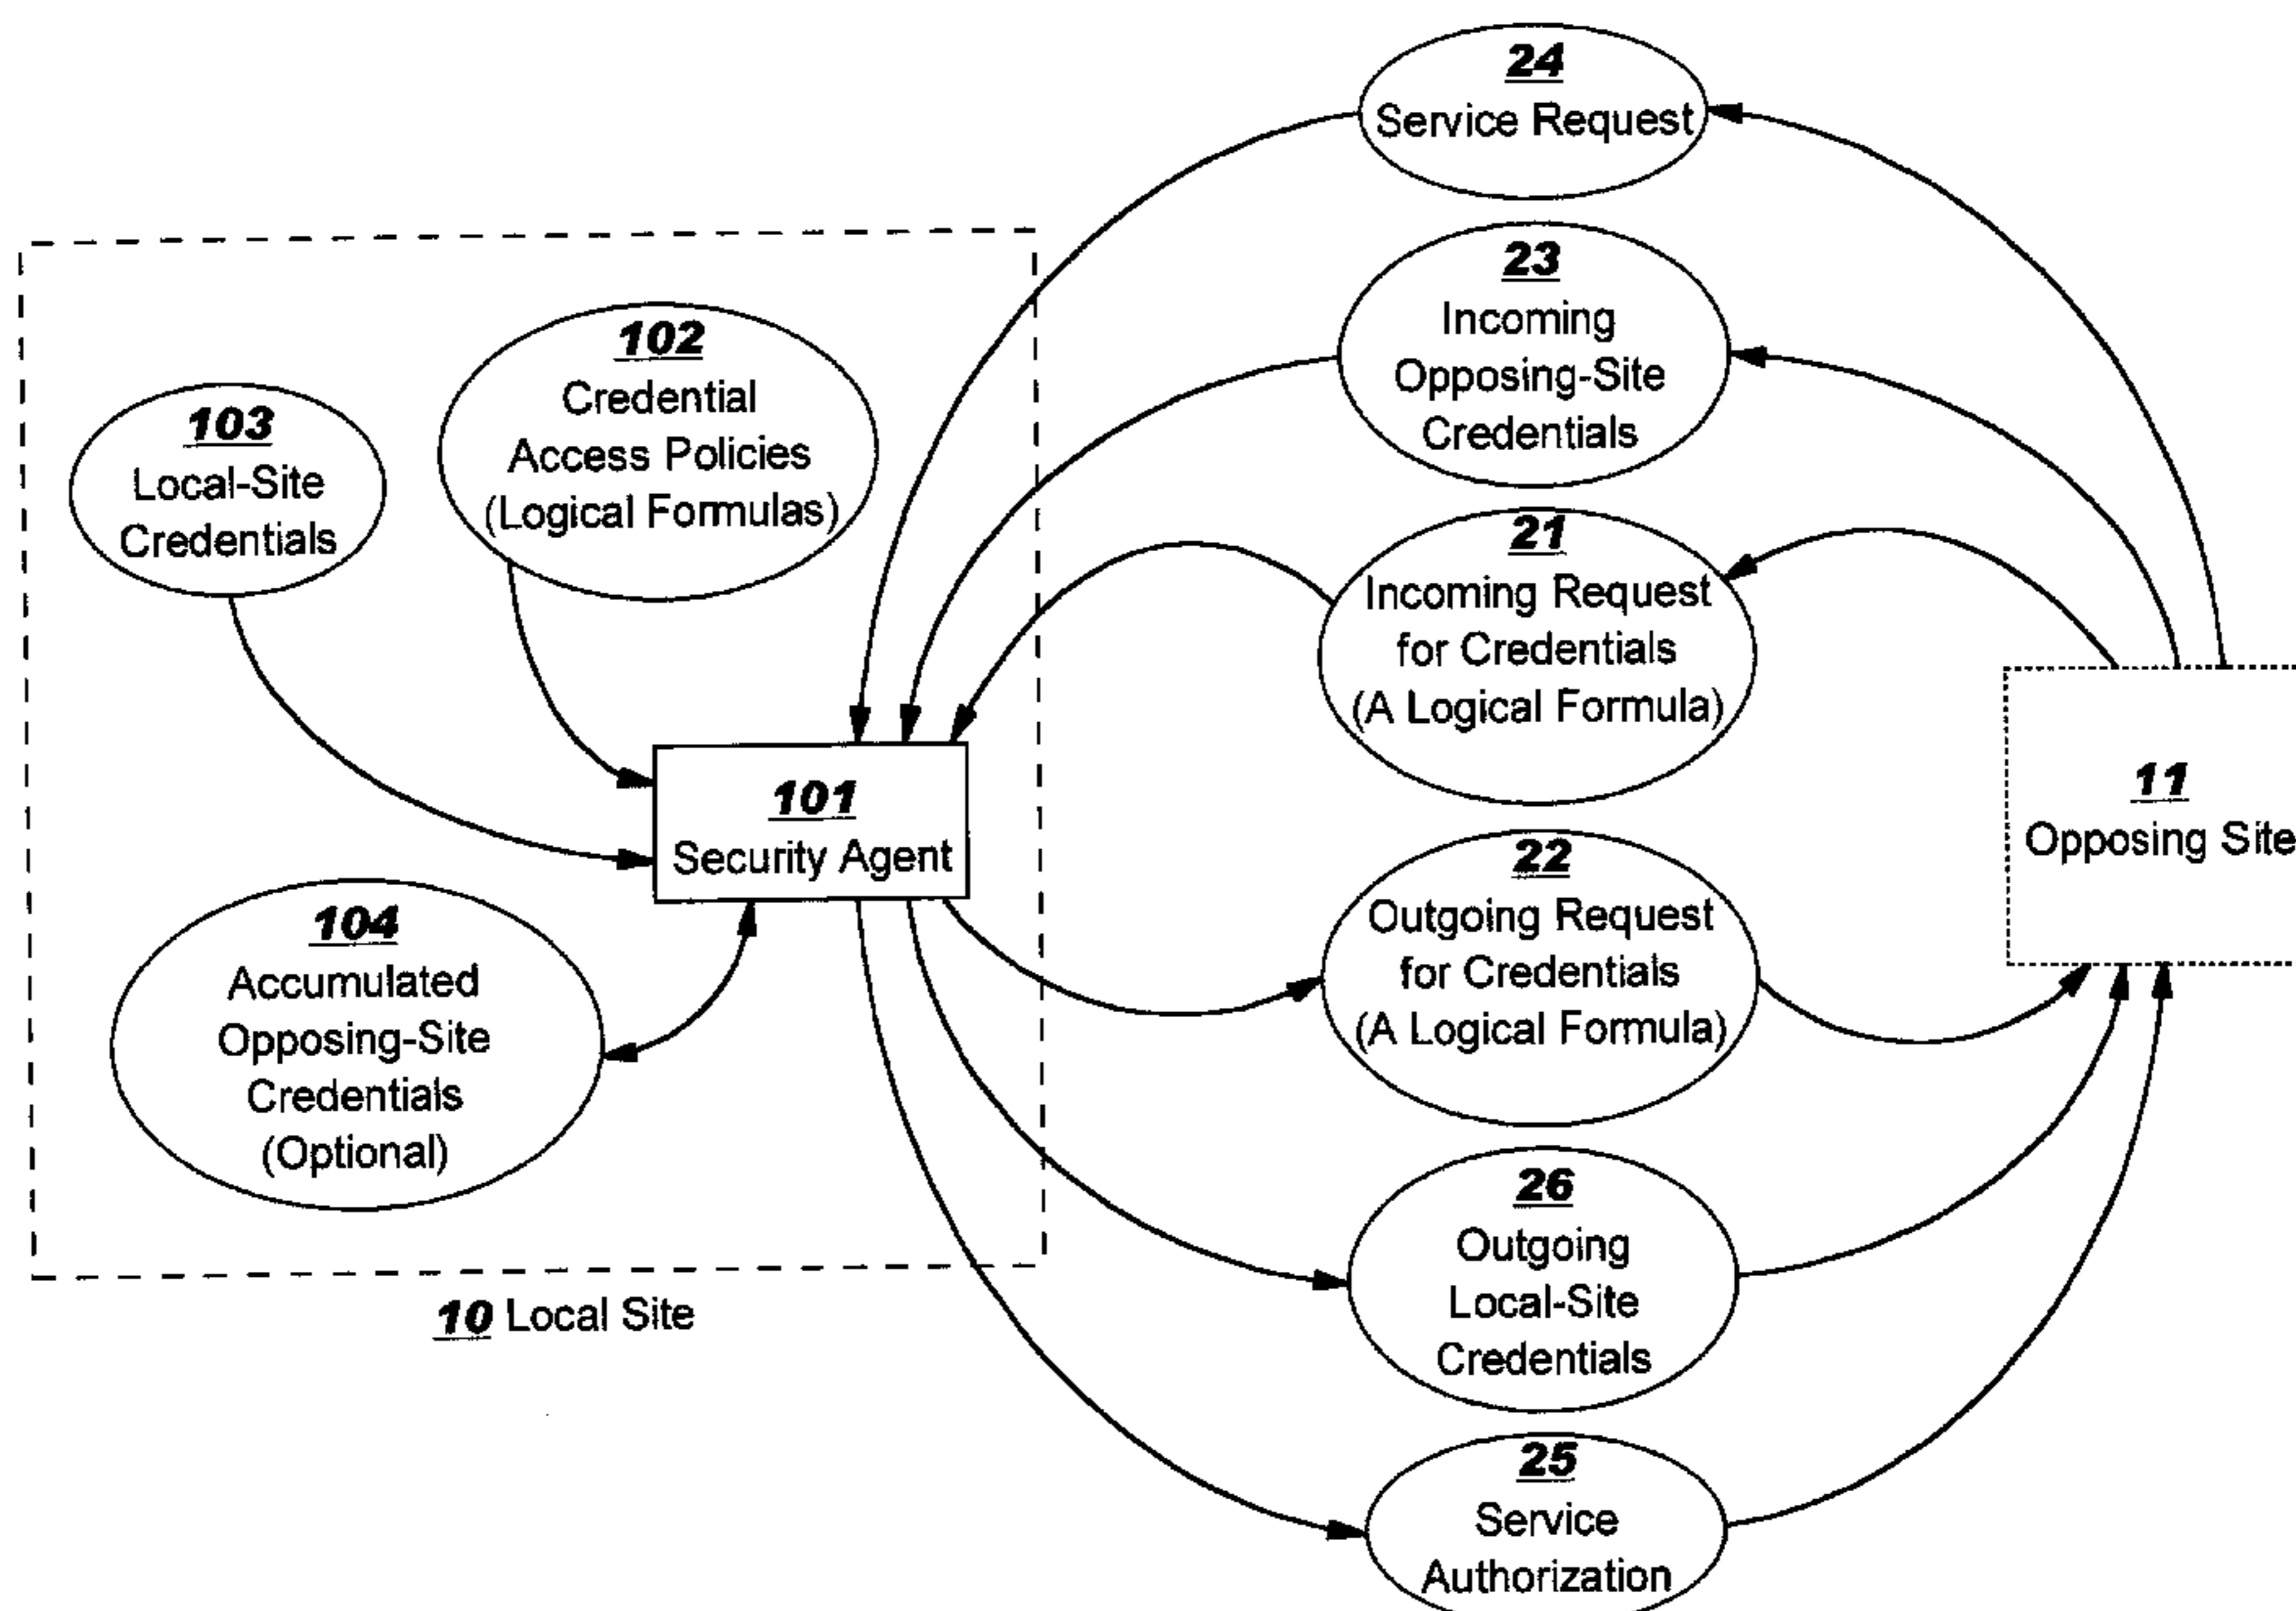 24
Service Request
23
Incoming
Opposing-Site
Credentials
102
Credential
Access Policies
(Logical Formulas)
103
Local-Site
Credentials
21
Incoming Request
for Credentials
(A Logical Formula)
101
Security Agent
11
Opposing Site
22
Outgoing Request
for Credentials
(A Logical Formula)
104
Accumulated
Opposing-Site
Credentials
(Optional)
26
Outgoing
Local-Site
Credentials
10 Local Site
25
Service
Authorization